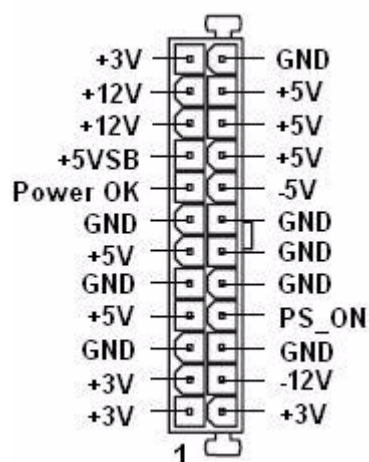 +3V GND
+12V +5V
+12V +5V
+5VSB +5V
Power OK -5V
GND GND
+5V GND
GND GND
+5V PS_ON
GND GND
+3V -12V
+3V +3V
1